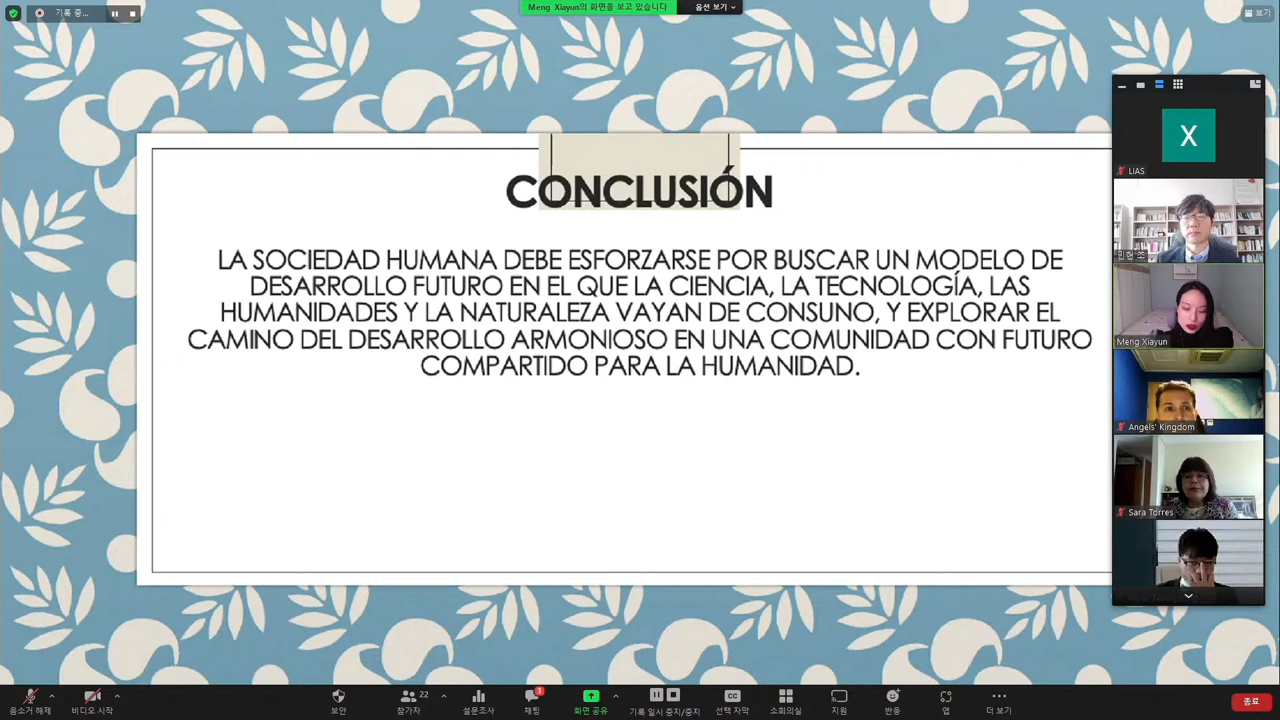 기록 중...
Meng Xiayun의 화면을 보고 있습니다
옵션 보기
보기
CONCLUSIÓN
LA SOCIEDAD HUMANA DEBE ESFORZARSE POR BUSCAR UN MODELO DE
DESARROLLO FUTURO EN EL QUE LA CIENCIA, LA TECNOLOGÍA, LAS
HUMANIDADES Y LA NATURALEZA VAYAN DE CONSUNO, Y EXPLORAR EL
CAMINO DEL DESARROLLO ARMONIOSO EN UNA COMUNIDAD CON FUTURO
COMPARTIDO PARA LA HUMANIDAD.
X
LIAS
조
Meng Xiayun
Angels' Kingdom
Sara Torres
음소거 해제
비디오 시작
보안
22
참가자
설문조사
3
채팅
화면 공유
기록 일시 중지/중지
CC
선택 자막
소회의실
지원
반응
앱
더 보기
종료